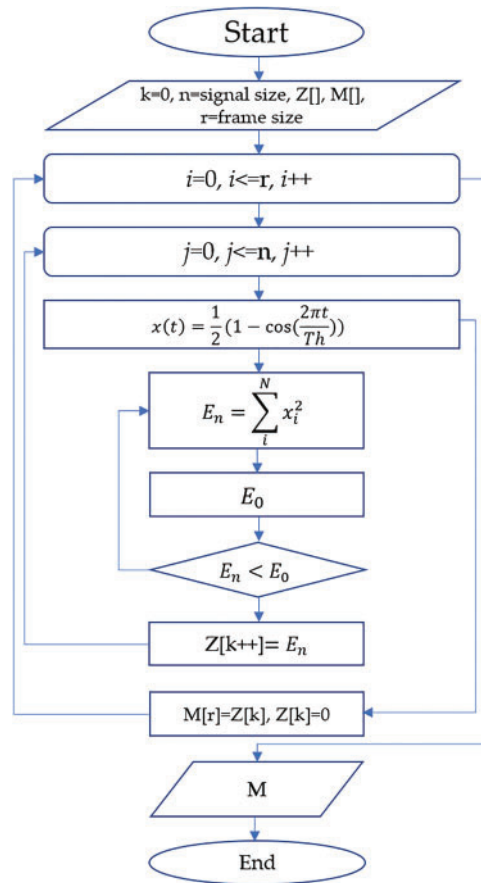 Start
k=0, n=signal size, Z[], M[],
r=frame size
i=0, i<=r, i++
j=0, j<=n, j++
x(t) = 1/2 (1 − cos(2πt/Th))
E_n = ∑_i^N x_i^2
E_0
E_n < E_0
Z[k++]= E_n
M[r]=Z[k], Z[k]=0
M
End